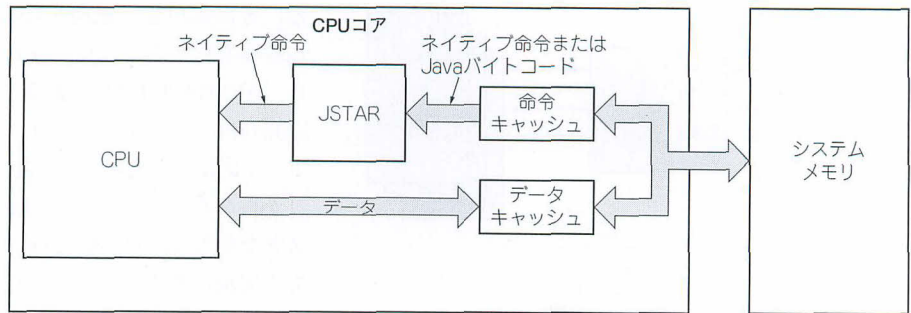 CPUコア
ネイティブ命令
ネイティブ命令または
Javaバイトコード
CPU
JSTAR
命令
キャッシュ
データ
データ
キャッシュ
システム
メモリ